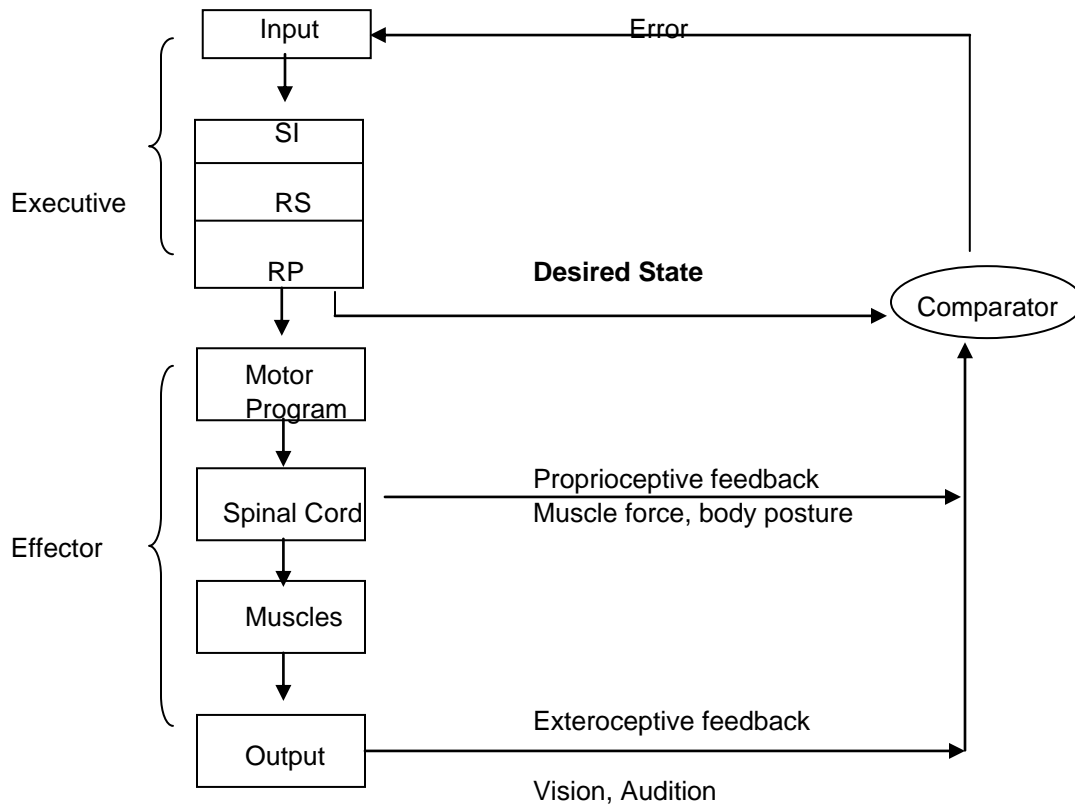 Input
Error
SI
Executive
RS
RP
Desired State
Comparator
Motor
Program
Proprioceptive feedback
Spinal Cord
Muscle force, body posture
Effector
Muscles
Exteroceptive feedback
Output
Vision, Audition